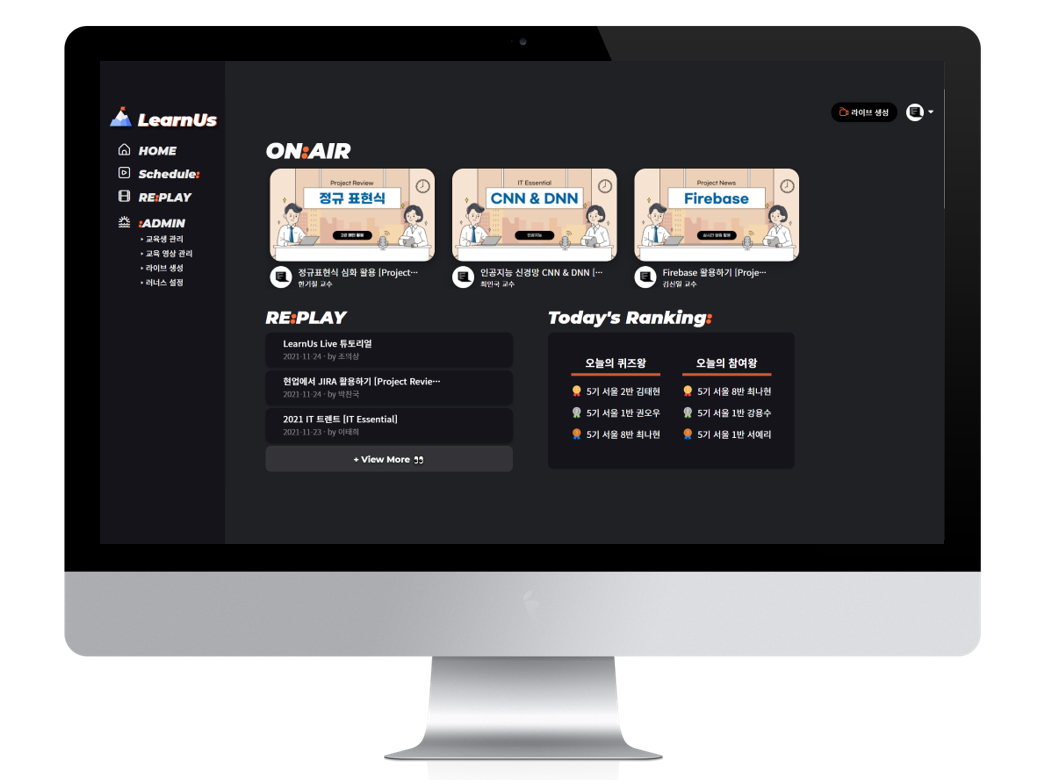 LearnUs
HOME
Schedule:
RE:PLAY
:ADMIN
• 교육생 관리
• 교육 영상 관리
• 라이브 생성
• 러너스 설정
라이브 생성
ON:AIR
Project Review
정규 표현식
IT Essential
CNN & DNN
인공지능
Project News
Firebase
정규표현식 심화 활용 [Project···
한기철 교수
인공지능 신경망 CNN & DNN [···
최인국 교수
Firebase 활용하기 [Proje···
김신일 교수
RE:PLAY
LearnUs Live 튜토리얼
2021-11-24 · by 조의상
현업에서 JIRA 활용하기 [Project Revie···
2021-11-24 · by 박찬국
2021 IT 트렌트 [IT Essential]
2021-11-23 · by 이태희
+ View More
Today's Ranking:
오늘의 퀴즈왕
5기 서울 2반 김태현
5기 서울 1반 권오우
5기 서울 8반 최나현
오늘의 참여왕
5기 서울 8반 최나현
5기 서울 1반 강용수
5기 서울 1반 서예리